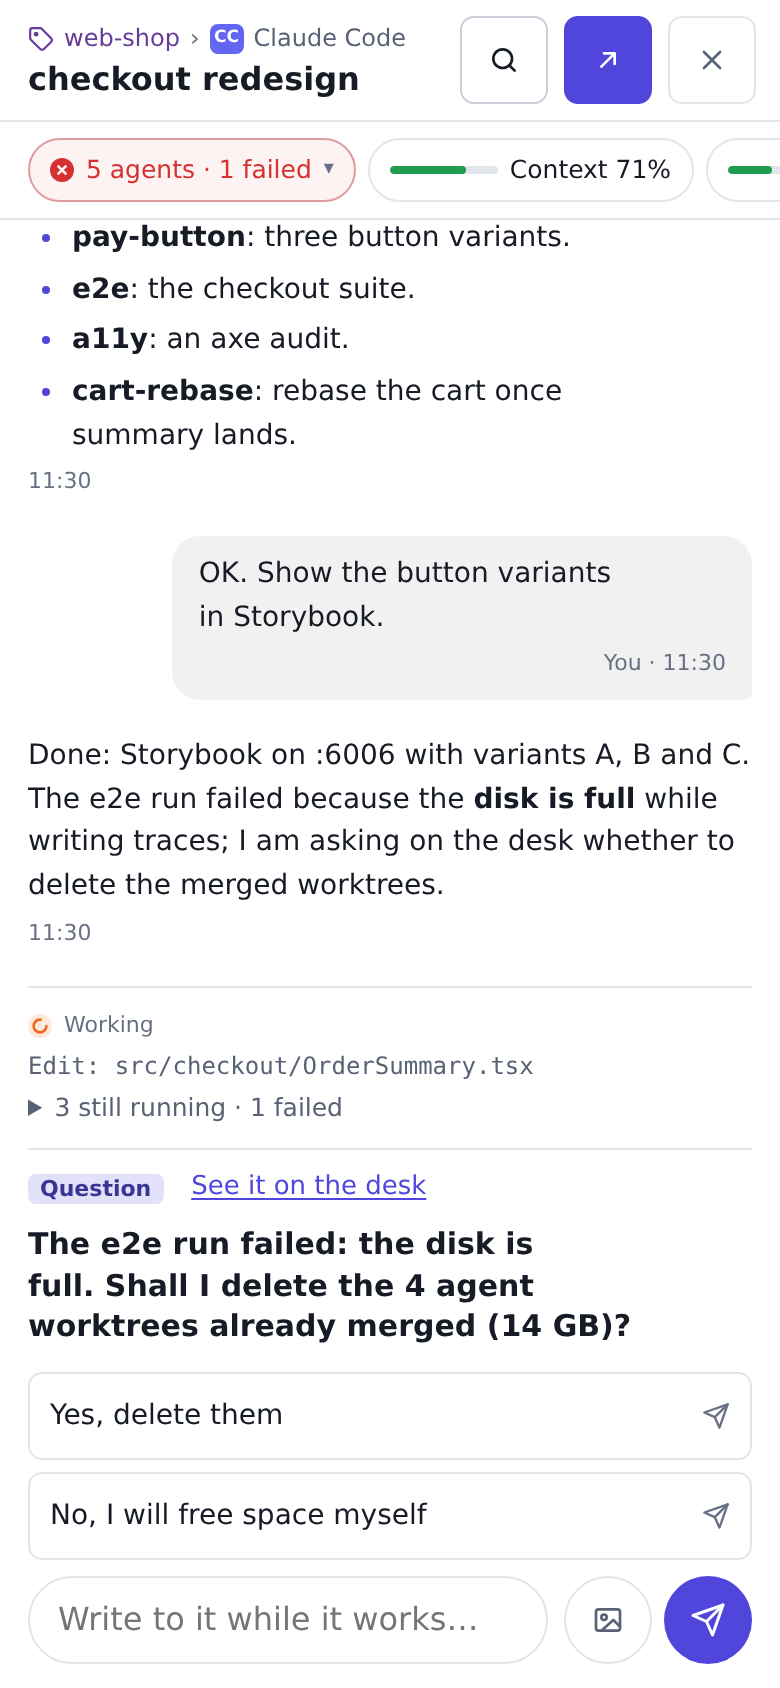 web-shop › CC Claude Code
checkout redesign
5 agents · 1 failed ▾
Context 71%
• pay-button: three button variants.
• e2e: the checkout suite.
• a11y: an axe audit.
• cart-rebase: rebase the cart once
summary lands.
11:30
OK. Show the button variants
in Storybook.
You · 11:30
Done: Storybook on :6006 with variants A, B and C.
The e2e run failed because the disk is full while
writing traces; I am asking on the desk whether to
delete the merged worktrees.
11:30
Working
Edit: src/checkout/OrderSummary.tsx
▶ 3 still running · 1 failed
Question See it on the desk
The e2e run failed: the disk is
full. Shall I delete the 4 agent
worktrees already merged (14 GB)?
Yes, delete them
No, I will free space myself
Write to it while it works...